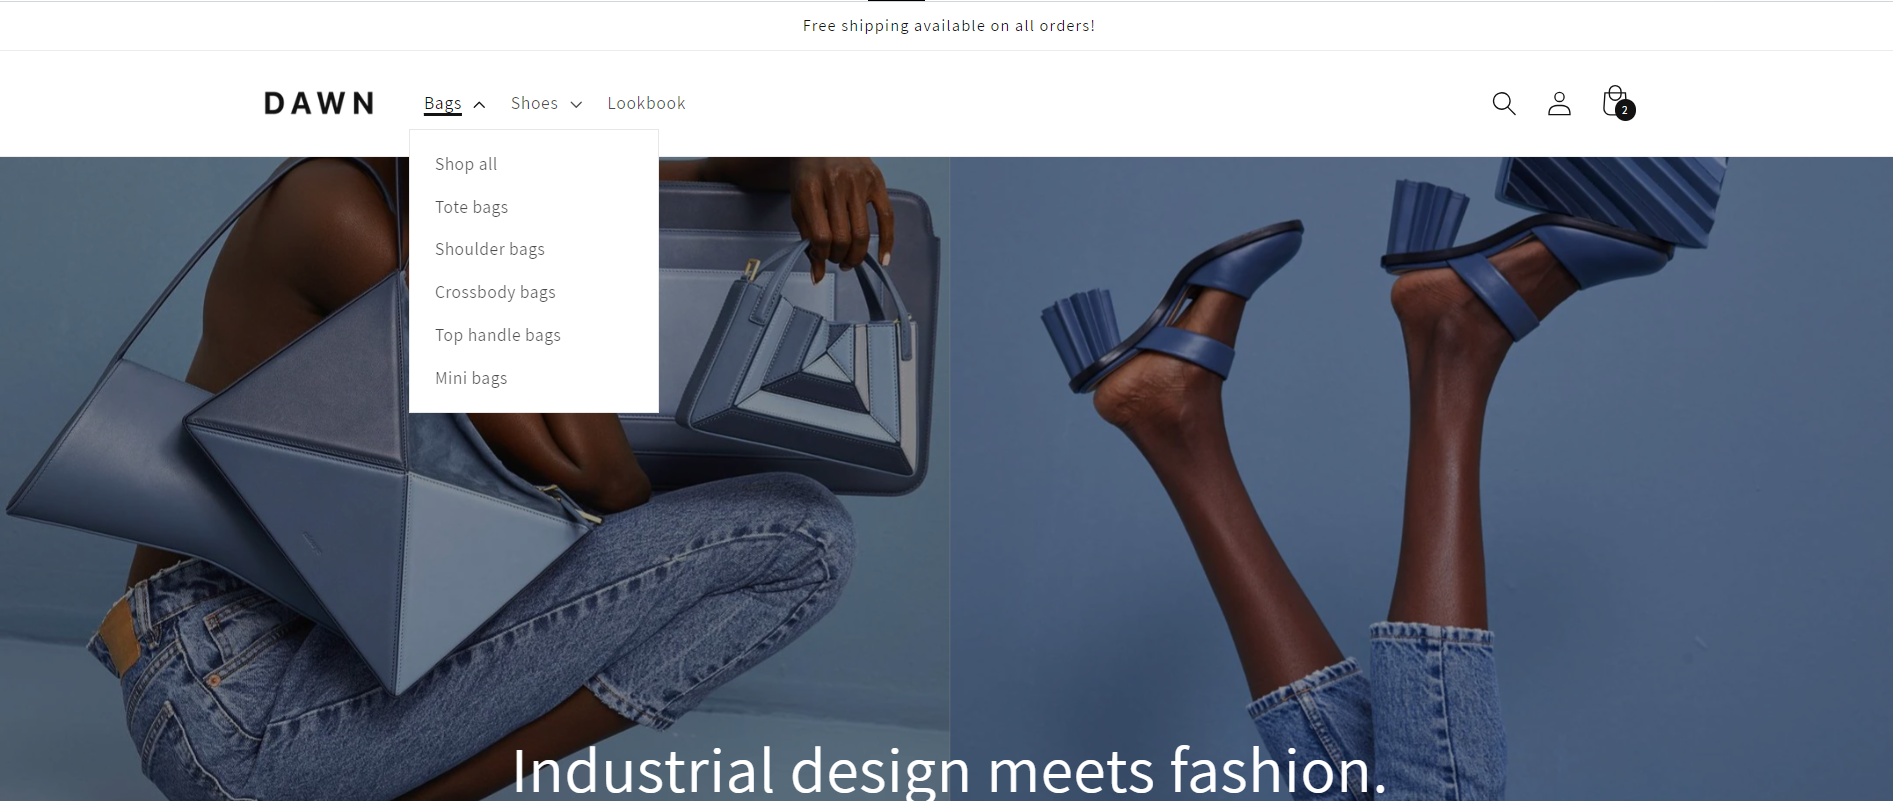 Free shipping available on all orders!
DAWN Bags Shoes Lookbook 2
Shop all
Tote bags
Shoulder bags
Crossbody bags
Top handle bags
Mini bags
Industrial design meets fashion.